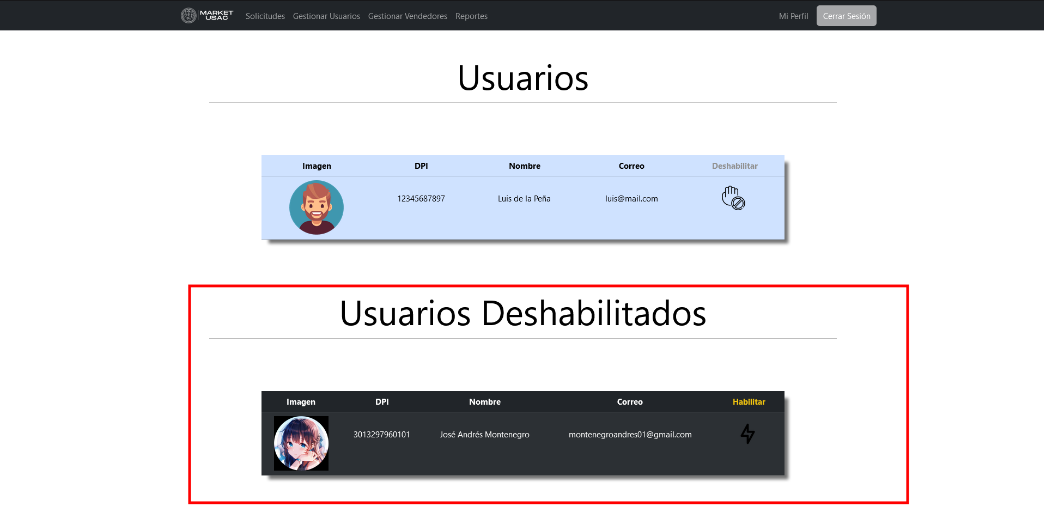 MARKET USAC Solicitudes Gestionar Usuarios Gestionar Vendedores Reportes Mi Perfil Cerrar Sesión
Usuarios
Imagen DPI Nombre Correo Deshabilitar
12345687897 Luis de la Peña luis@mail.com
Usuarios Deshabilitados
Imagen DPI Nombre Correo Habilitar
3013297960101 José Andrés Montenegro montenegroandres01@gmail.com